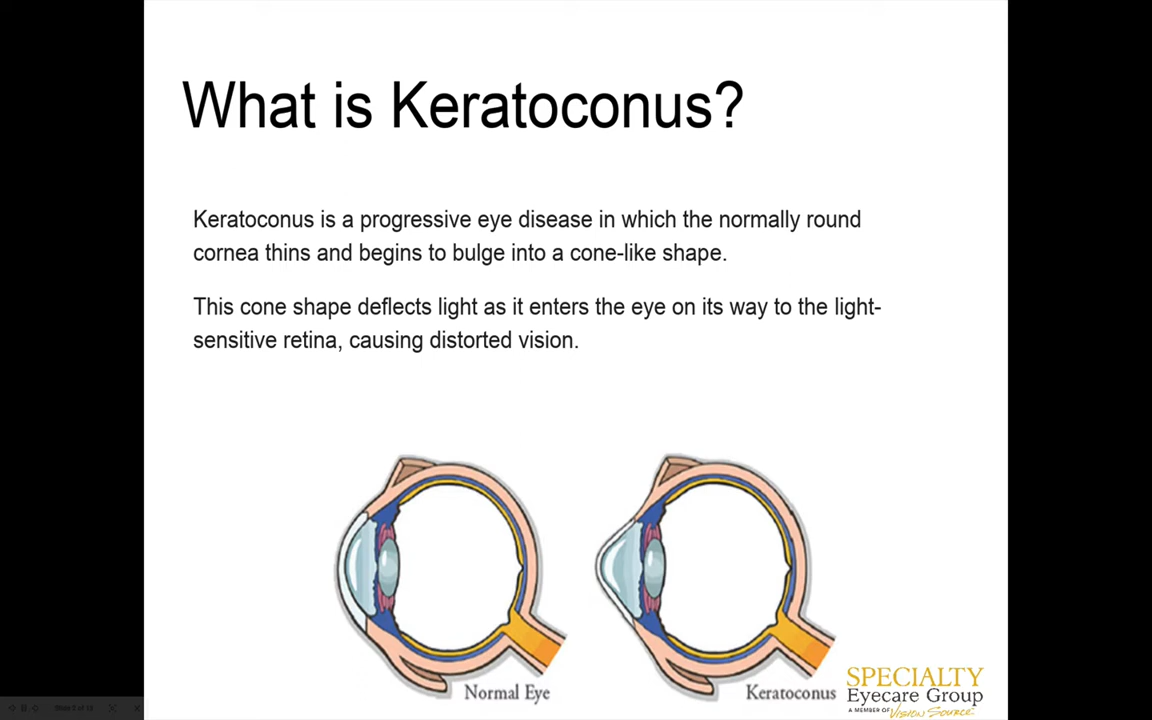 What is Keratoconus?
Keratoconus is a progressive eye disease in which the normally round
cornea thins and begins to bulge into a cone-like shape.
This cone shape deflects light as it enters the eye on its way to the light-
sensitive retina, causing distorted vision.
Normal Eye
Keratoconus
SPECIALTY
Eyecare Group
A MEMBER OF VISION SOURCE